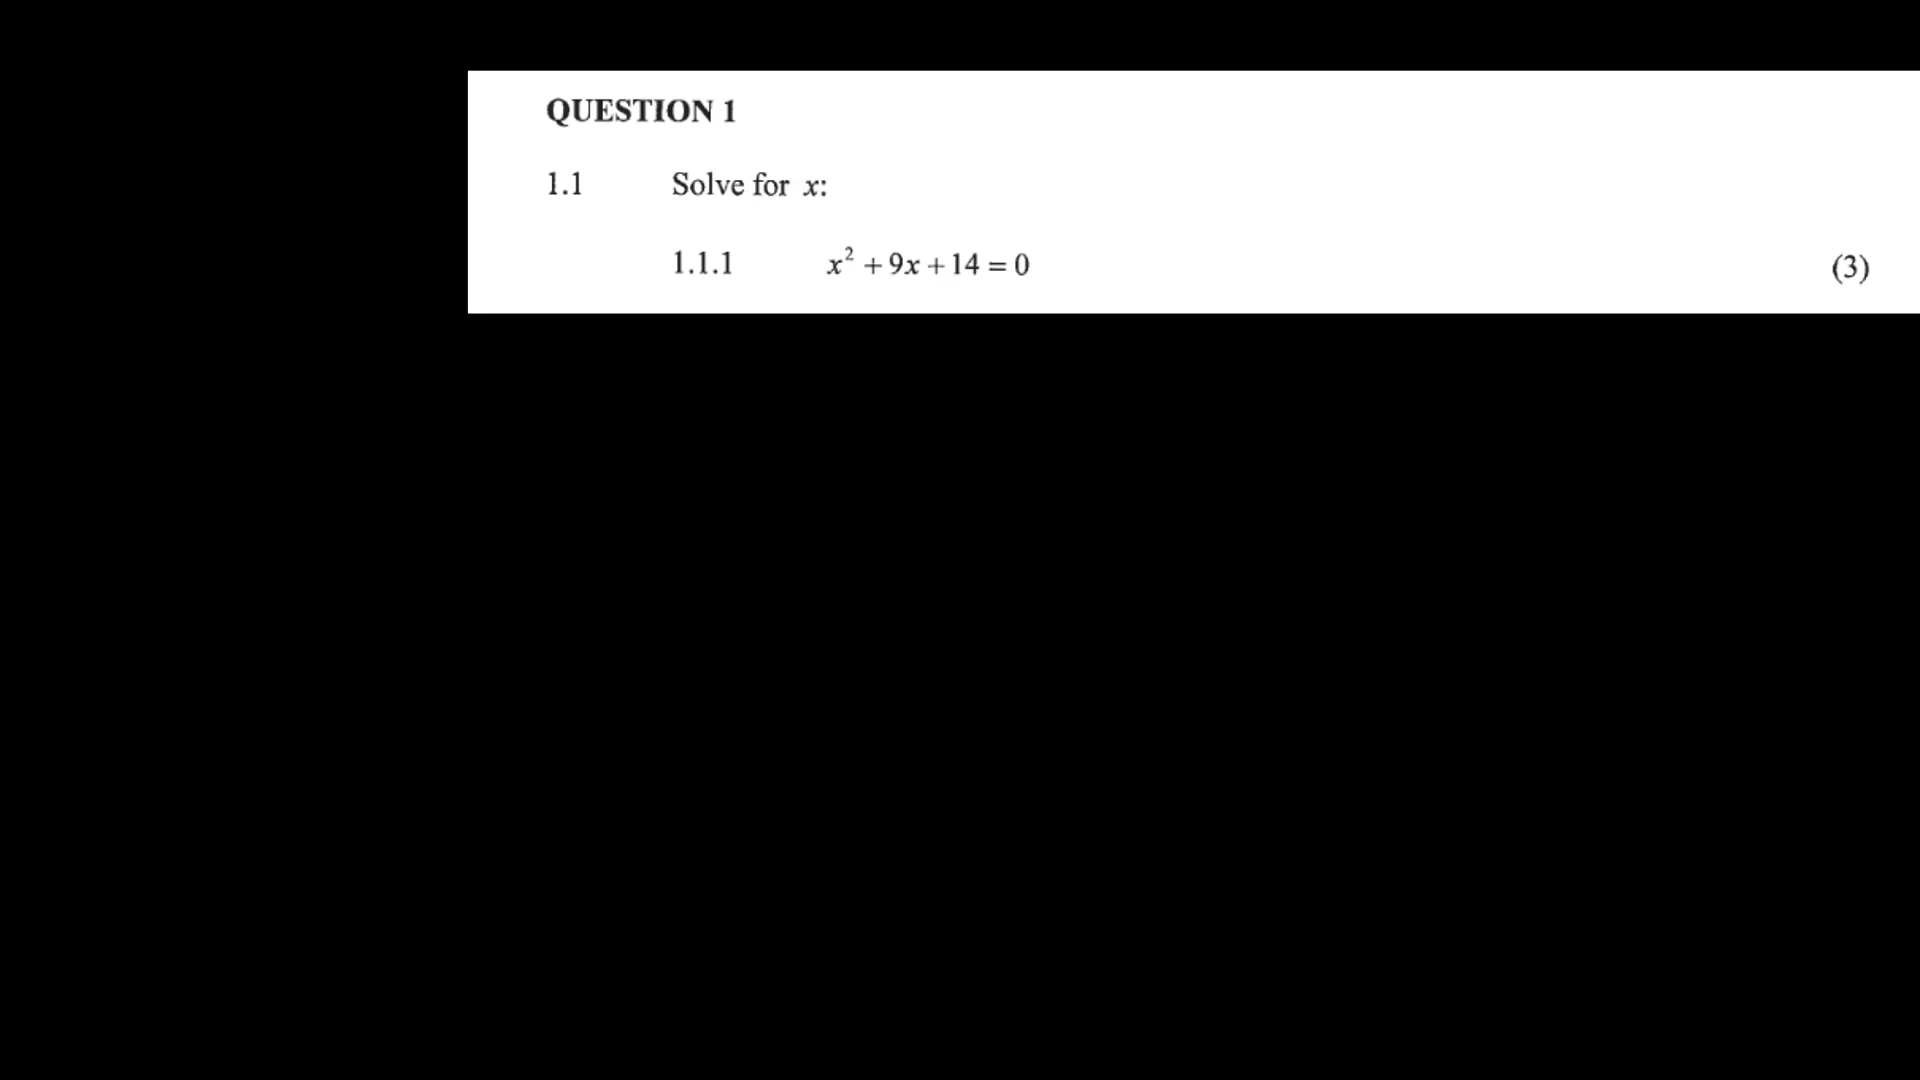 QUESTION 1
1.1 Solve for x:
1.1.1 x² + 9x + 14 = 0 (3)